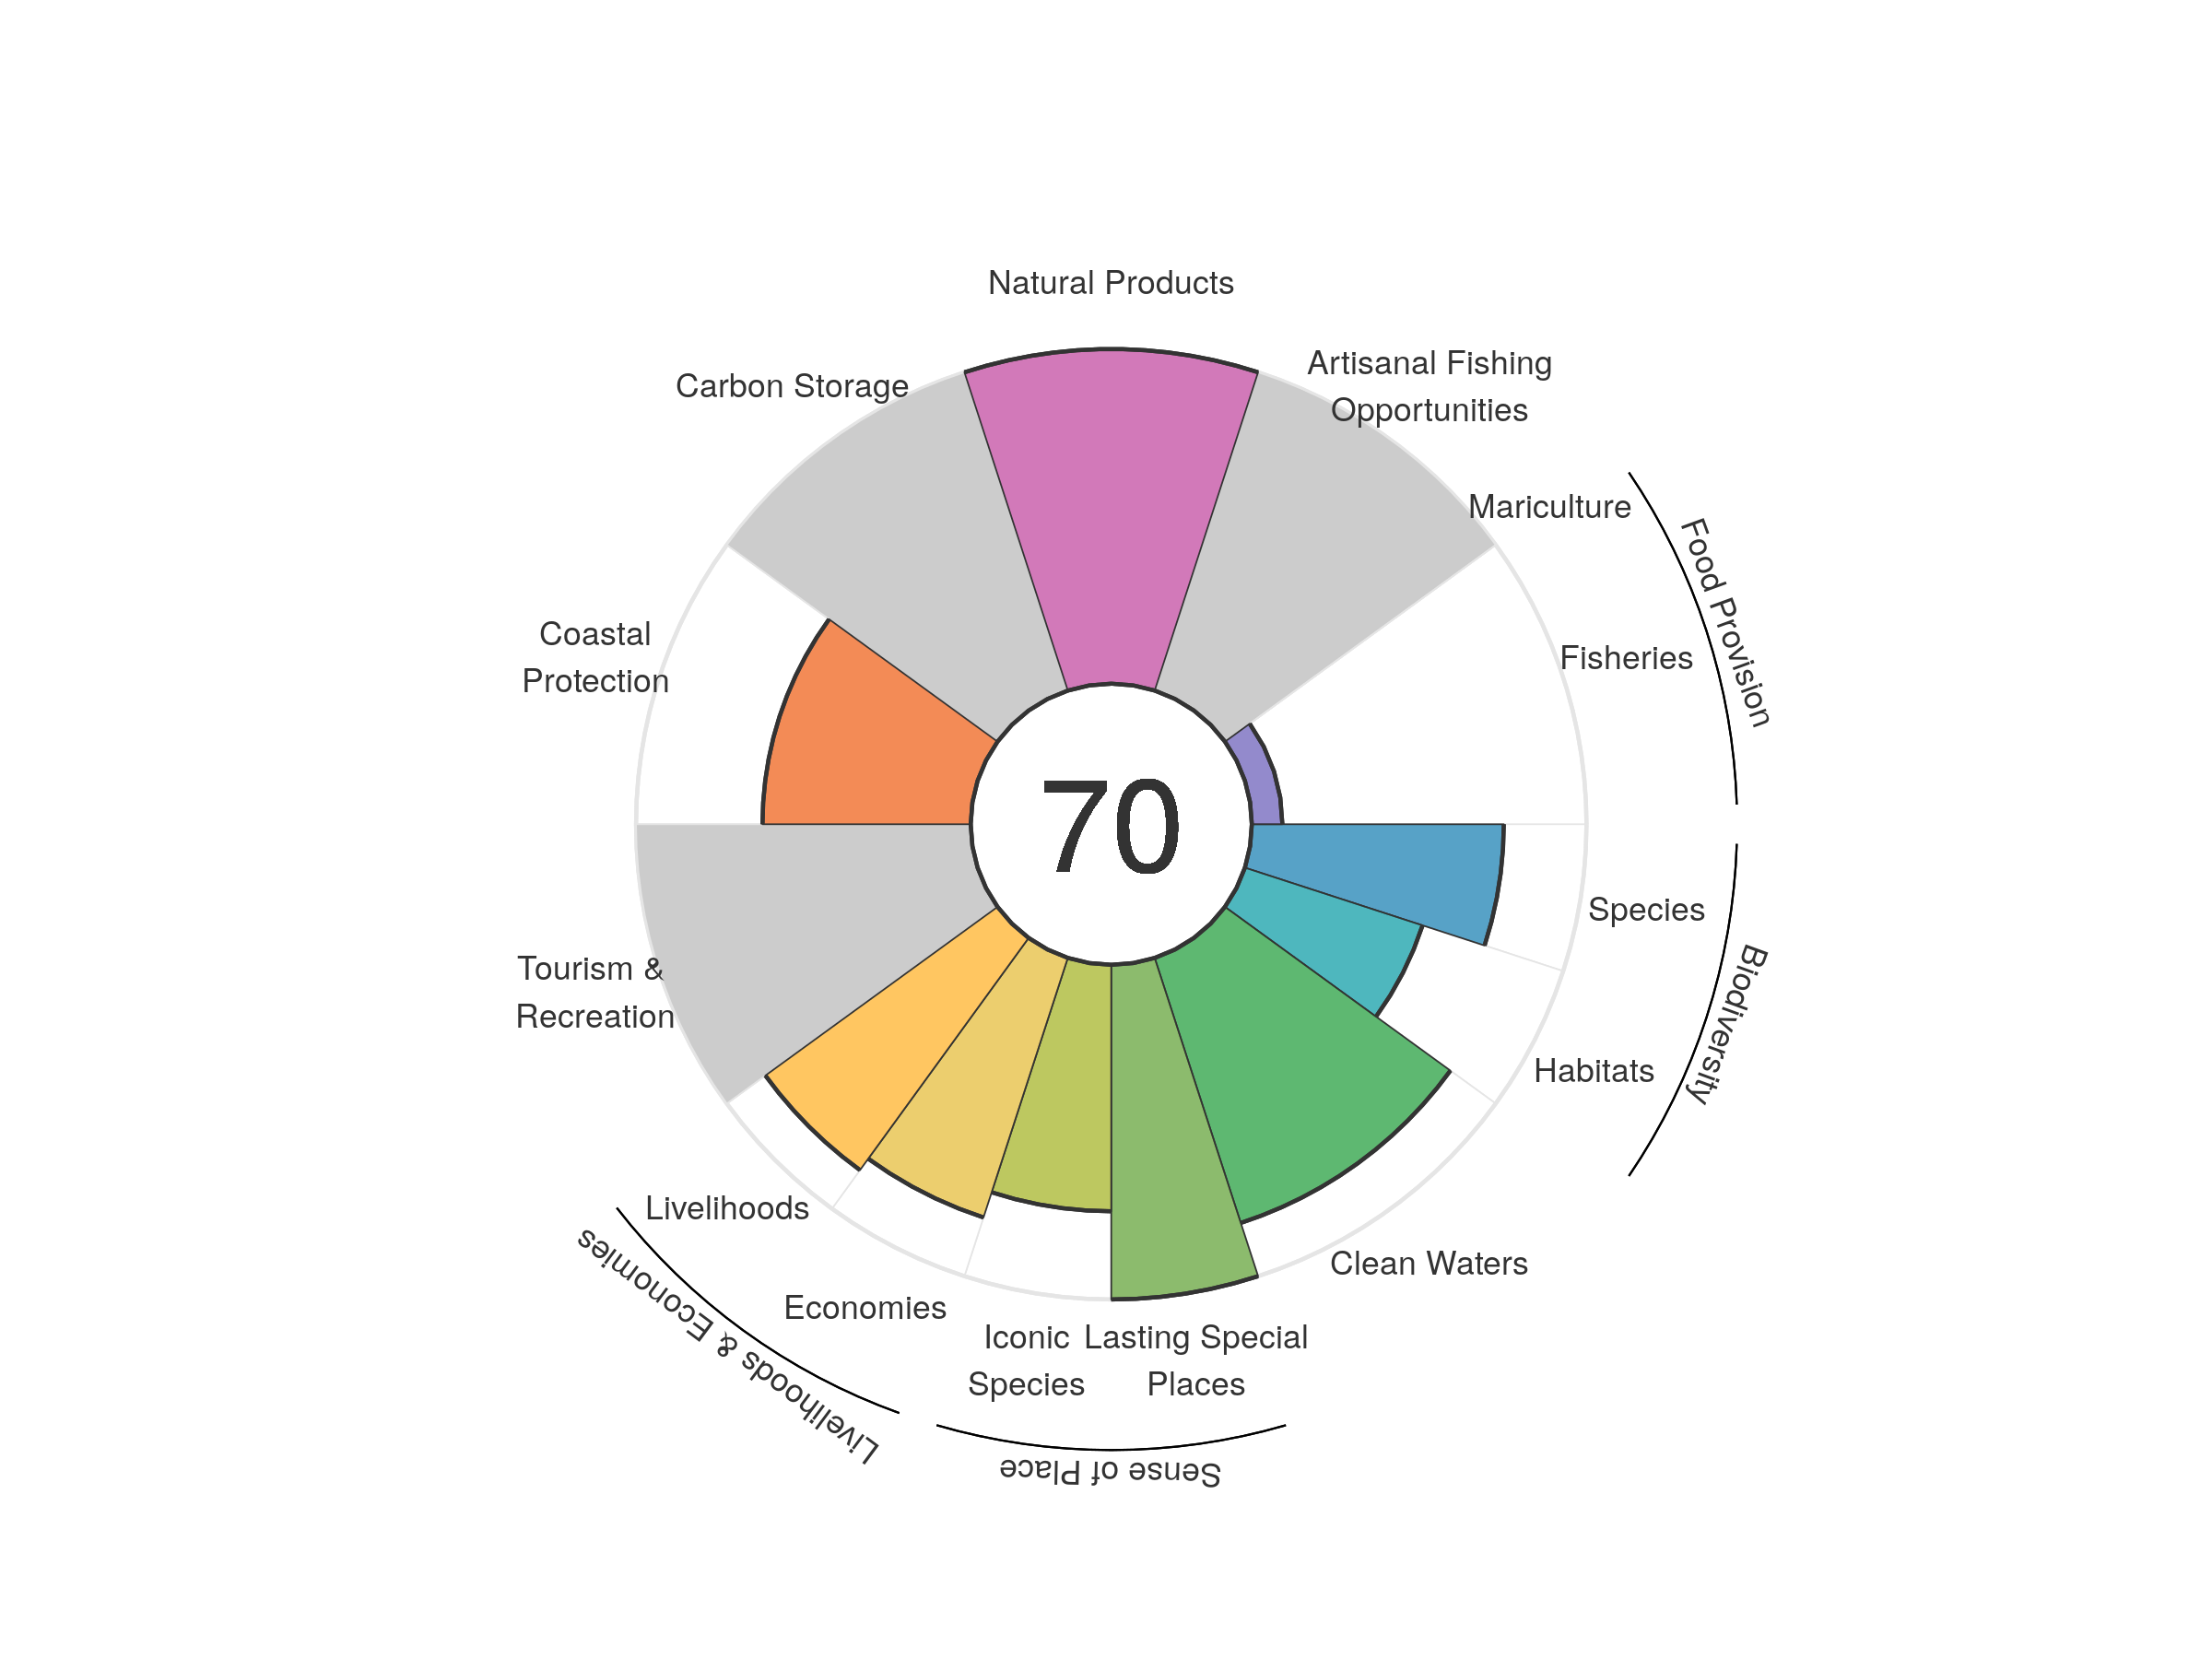 Natural Products
Artisanal Fishing
Opportunities
Carbon Storage
Mariculture
Food Provision
Fisheries
Coastal
Protection
70
Species
Biodiversity
Tourism &
Recreation
Habitats
Livelihoods
Clean Waters
Economies
Livelihoods & Economies
Iconic
Species
Lasting Special
Places
Sense of Place